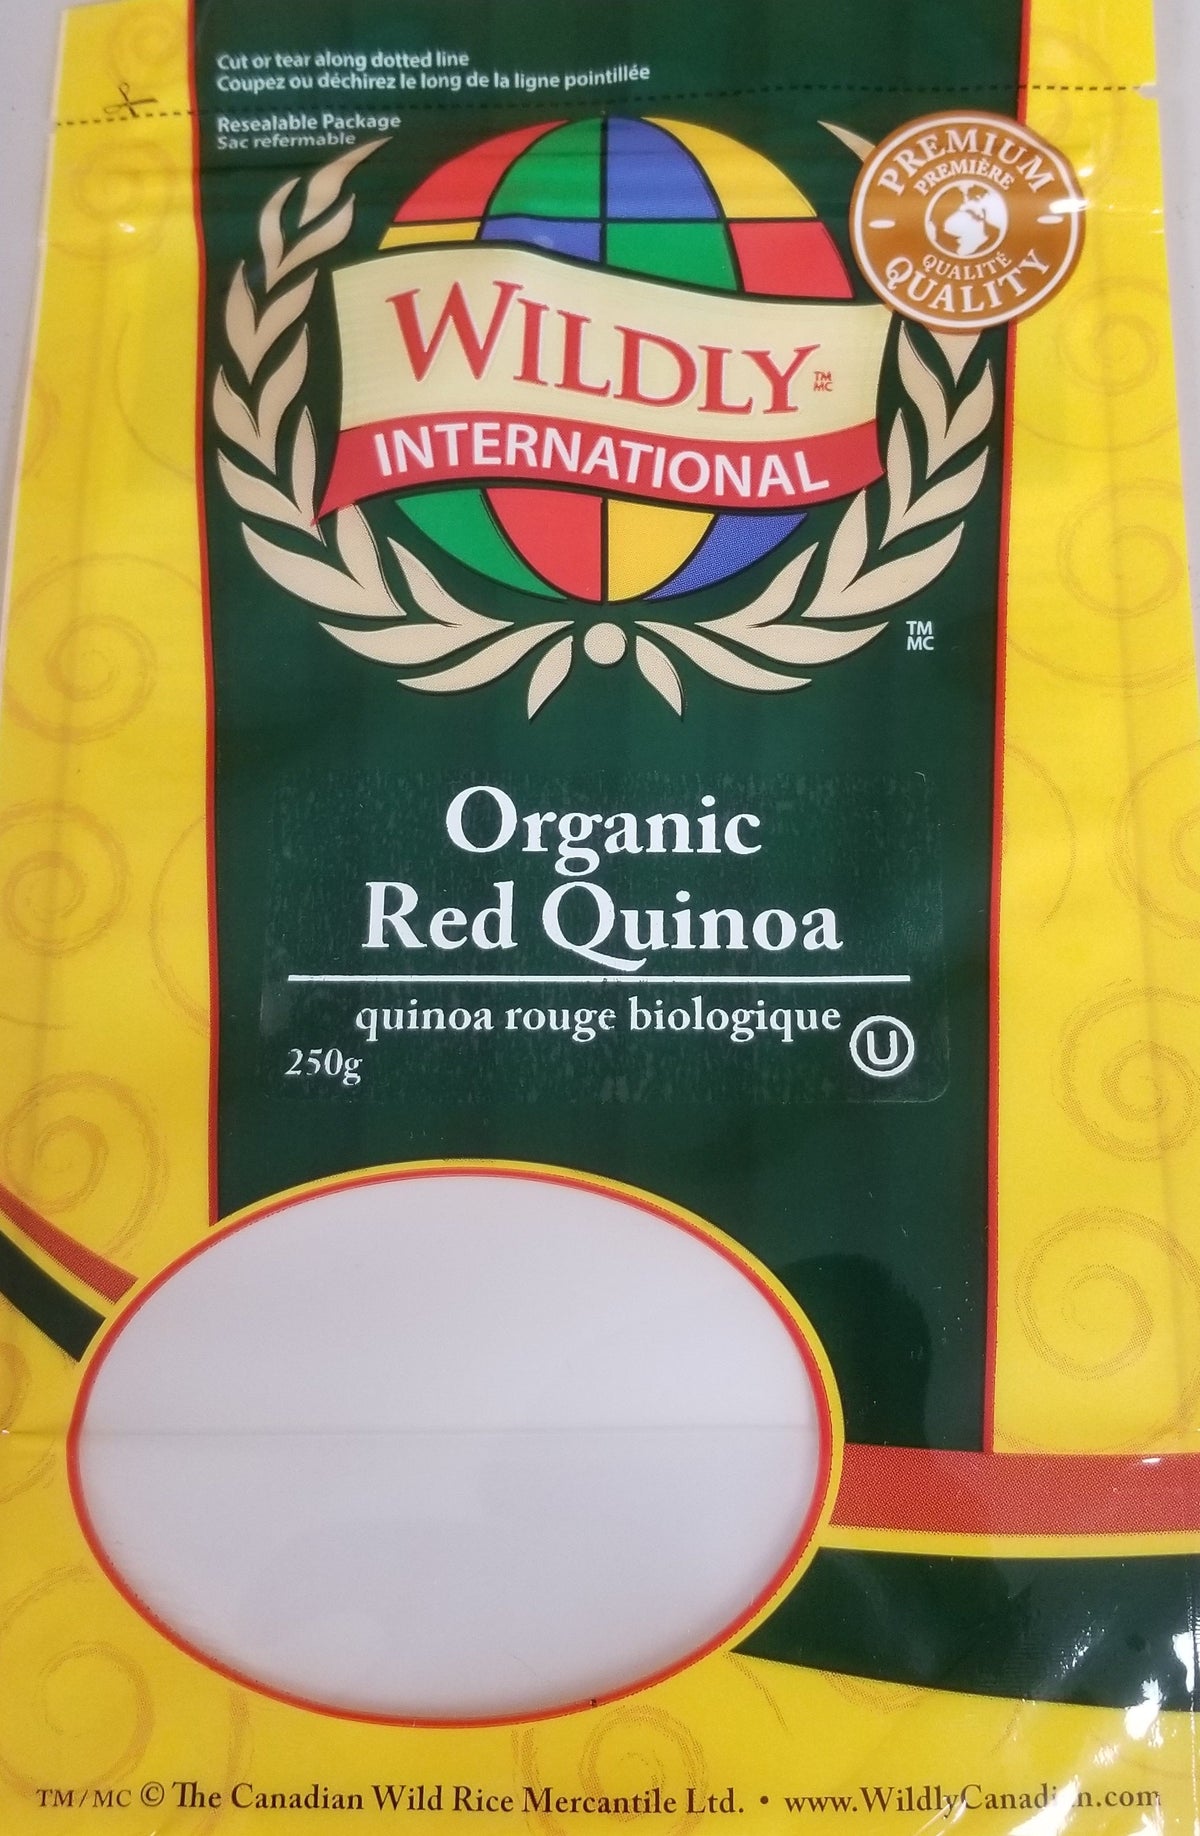 Cut or tear along dotted line
Coupez ou déchirez le long de la ligne pointillée
Resealable Package
Sac refermable
PREMIUM
PREMIÈRE
QUALITÉ
QUALITY
WILDLY TM MC
INTERNATIONAL
TM
MC
Organic
Red Quinoa
quinoa rouge biologique
U
250g
TM/MC © The Canadian Wild Rice Mercantile Ltd. • www.WildlyCanadian.com